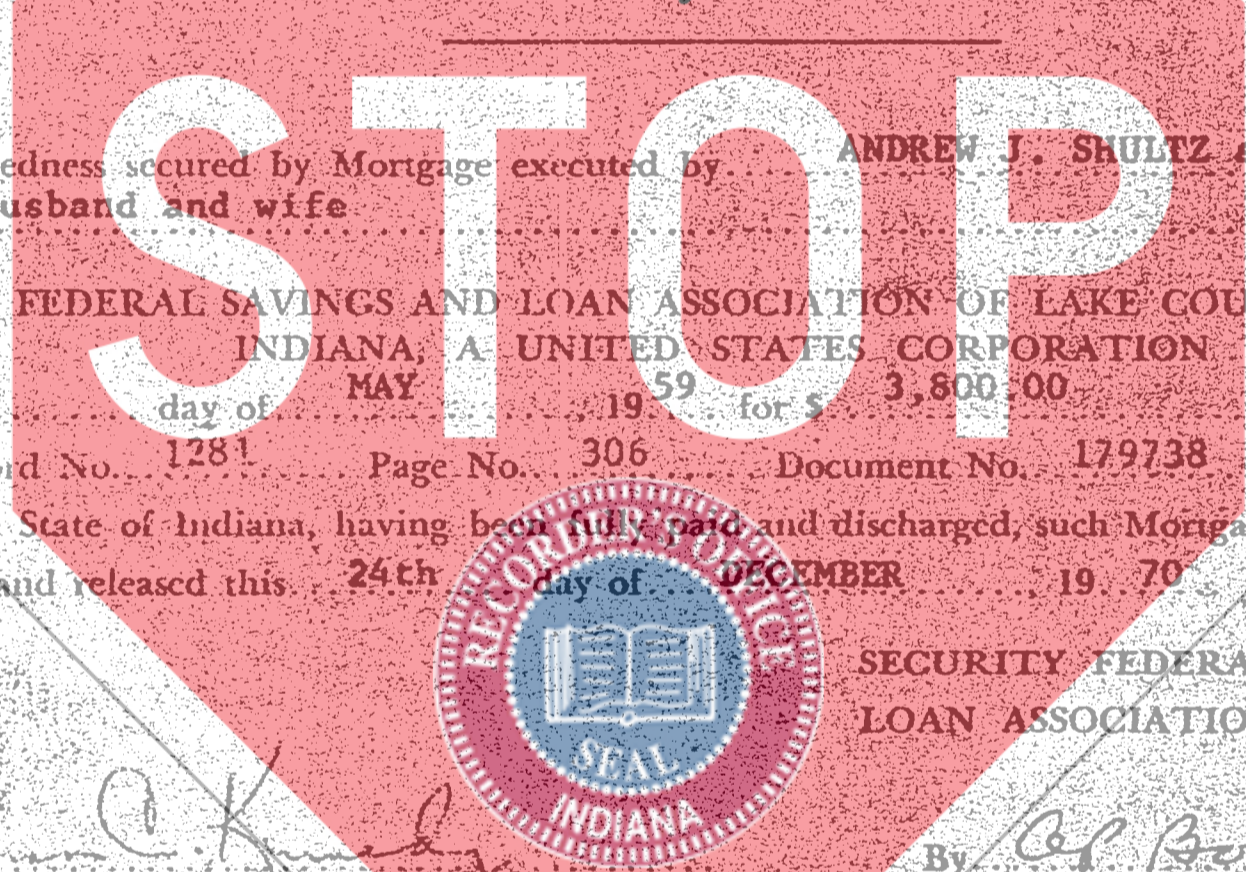 STOP
edness secured by Mortgage executed by ANDREW J. SHULTZ
usband and wife
FEDERAL SAVINGS AND LOAN ASSOCIATION OF LAKE COU
INDIANA, A UNITED STATES CORPORATION
day of MAY, 19 59 for $ 3,800 00
rd No. 1281 Page No. 306 Document No. 179738
State of Indiana, having been fully paid and discharged, such Mortga
and released this 24th day of DECEMBER, 19 70
RECORDER'S OFFICE
SEAL
INDIANA
SECURITY FEDERA
LOAN ASSOCIATIO
By